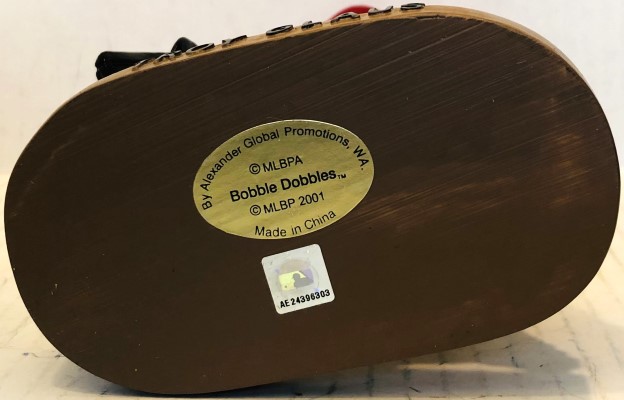 By Alexander Global Promotions, WA.
© MLBPA
Bobble Dobbles™
© MLBP 2001
Made in China
AE 24396303